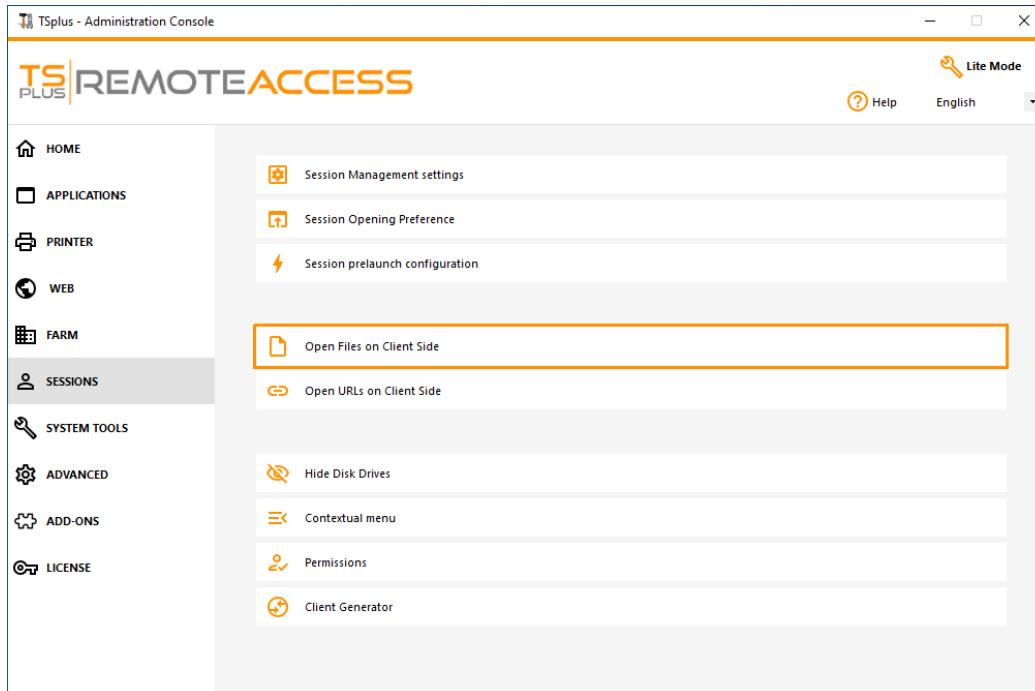 TSplus - Administration Console
TS PLUS REMOTEACCESS
Lite Mode
Help
English
HOME
APPLICATIONS
PRINTER
WEB
FARM
SESSIONS
SYSTEM TOOLS
ADVANCED
ADD-ONS
LICENSE
Session Management settings
Session Opening Preference
Session prelaunch configuration
Open Files on Client Side
Open URLs on Client Side
Hide Disk Drives
Contextual menu
Permissions
Client Generator